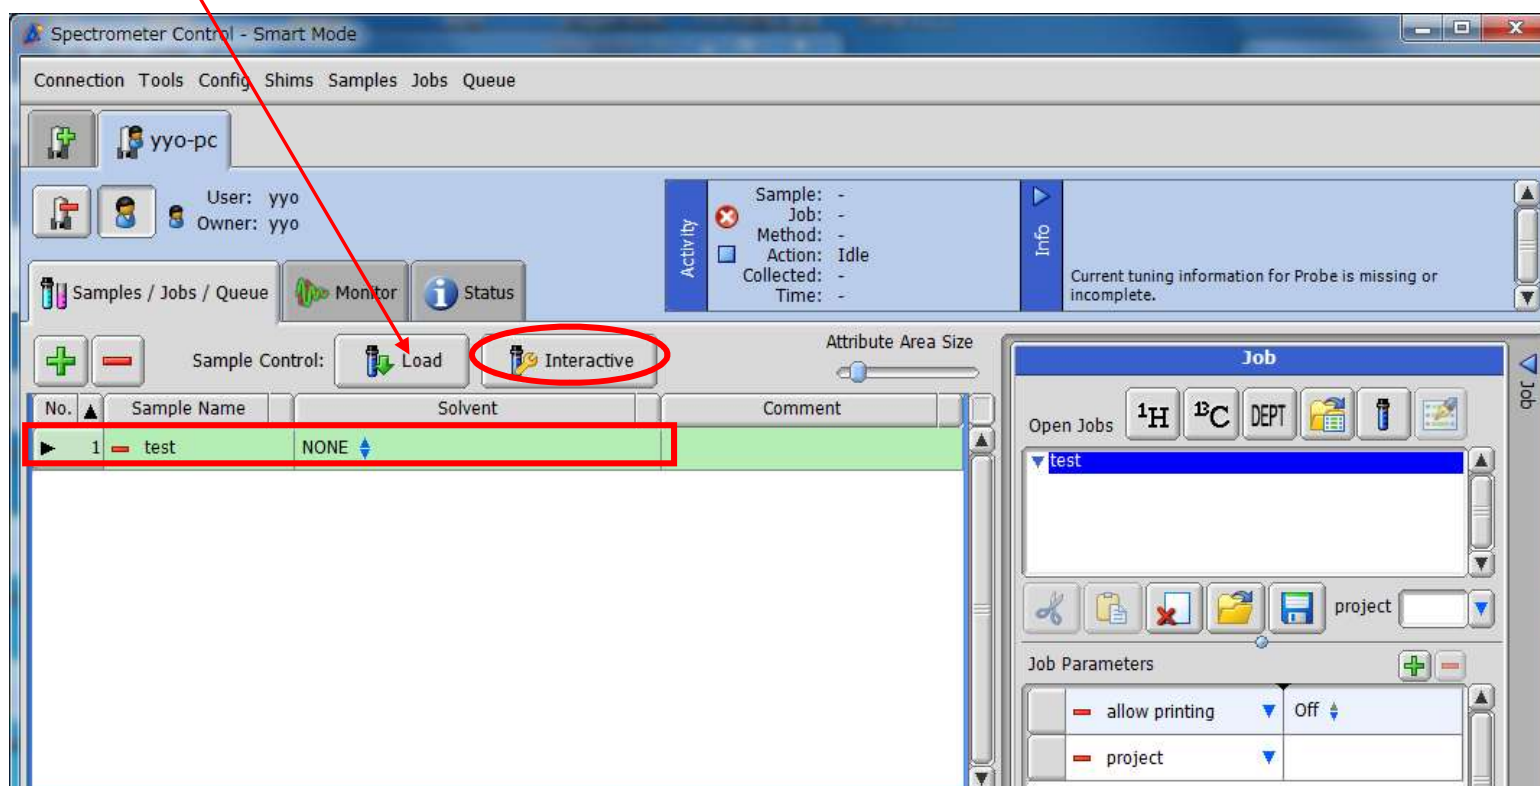 Spectrometer Control - Smart Mode
Connection Tools Config Shims Samples Jobs Queue
yyo-pc
User: yyo
Owner: yyo
Activity
Sample: -
Job: -
Method: -
Action: Idle
Collected: -
Time: -
Info
Current tuning information for Probe is missing or
incomplete.
Samples / Jobs / Queue
Monitor
Status
Sample Control:
Load
Interactive
Attribute Area Size
No. Sample Name Solvent Comment
1 test NONE
Job
Job
Open Jobs ¹H ¹³C DEPT
test
project
Job Parameters
allow printing Off
project